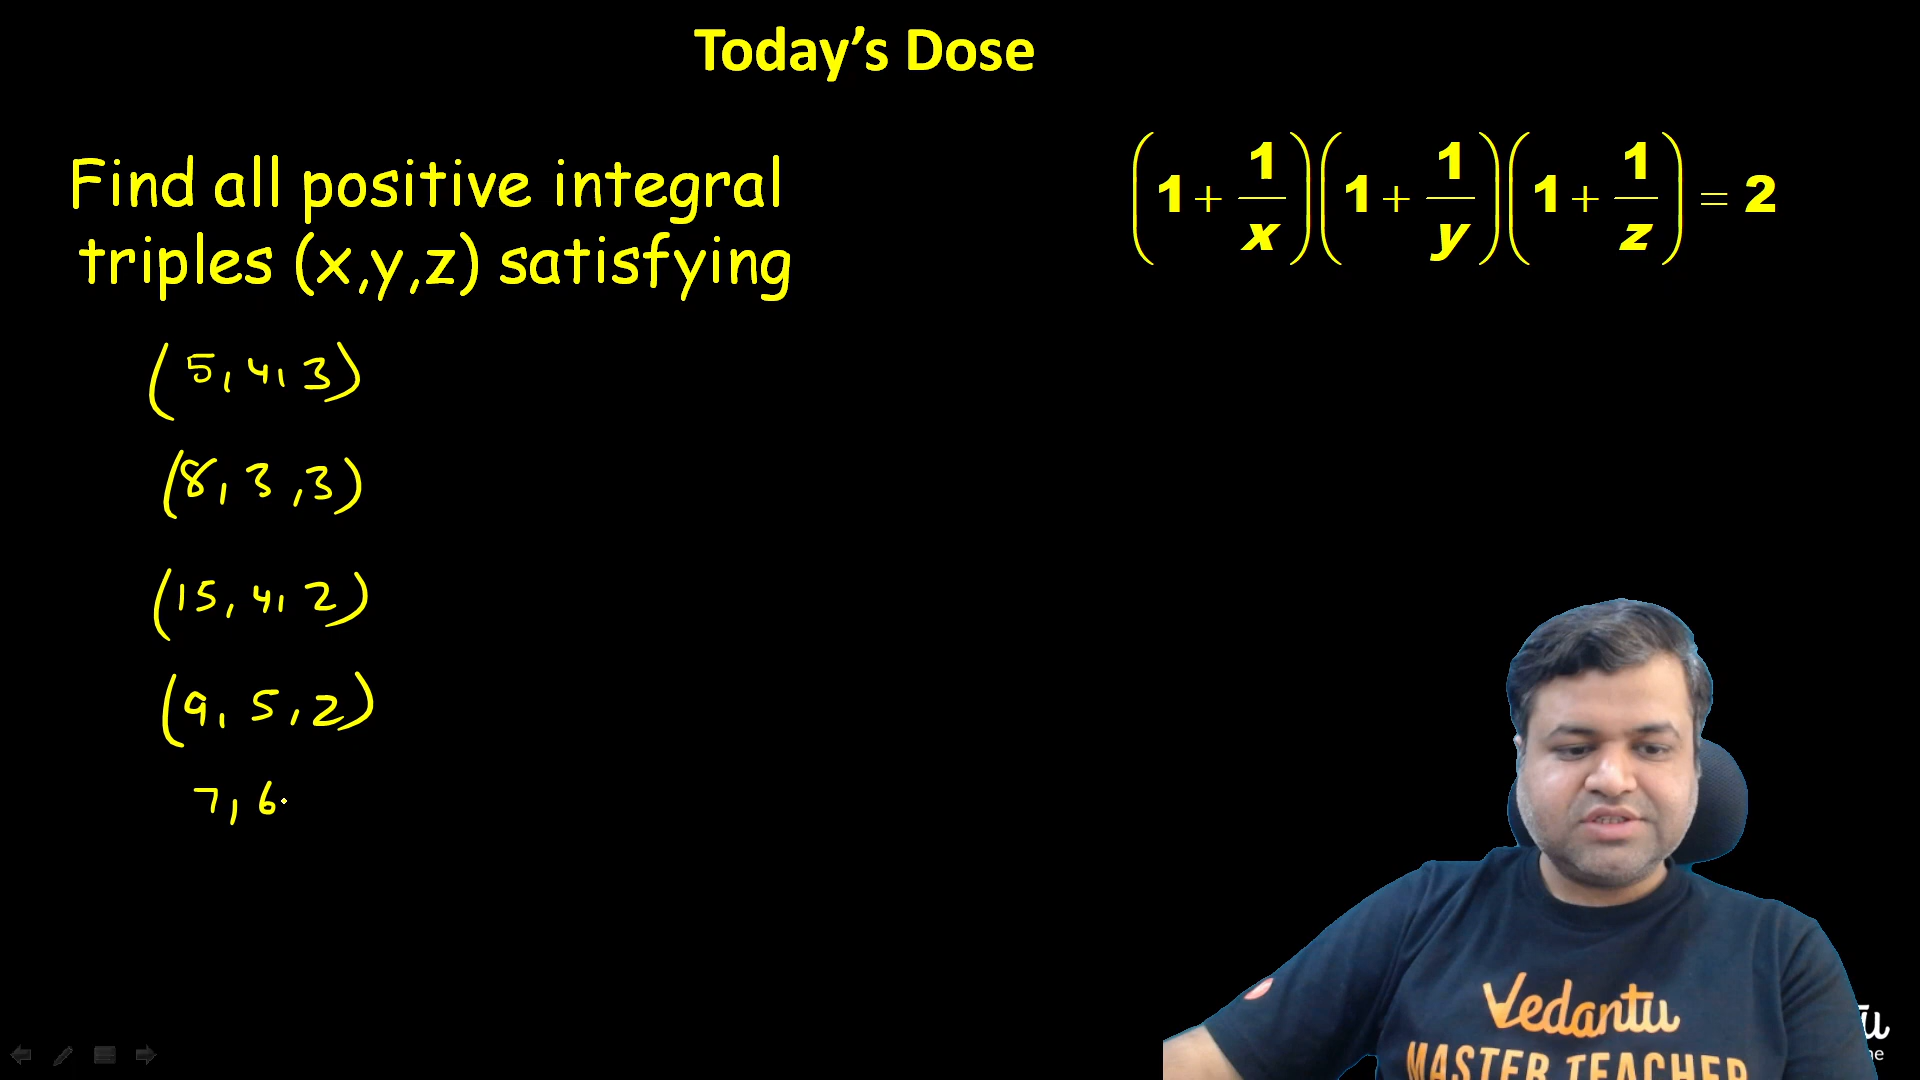 Today's Dose
Find all positive integral
triples (x,y,z) satisfying
(1 + 1/x)(1 + 1/y)(1 + 1/z) = 2
(5, 4, 3)
(8, 3, 3)
(15, 4, 2)
(9, 5, 2)
7, 6
Vedantu
MASTER TEACHER